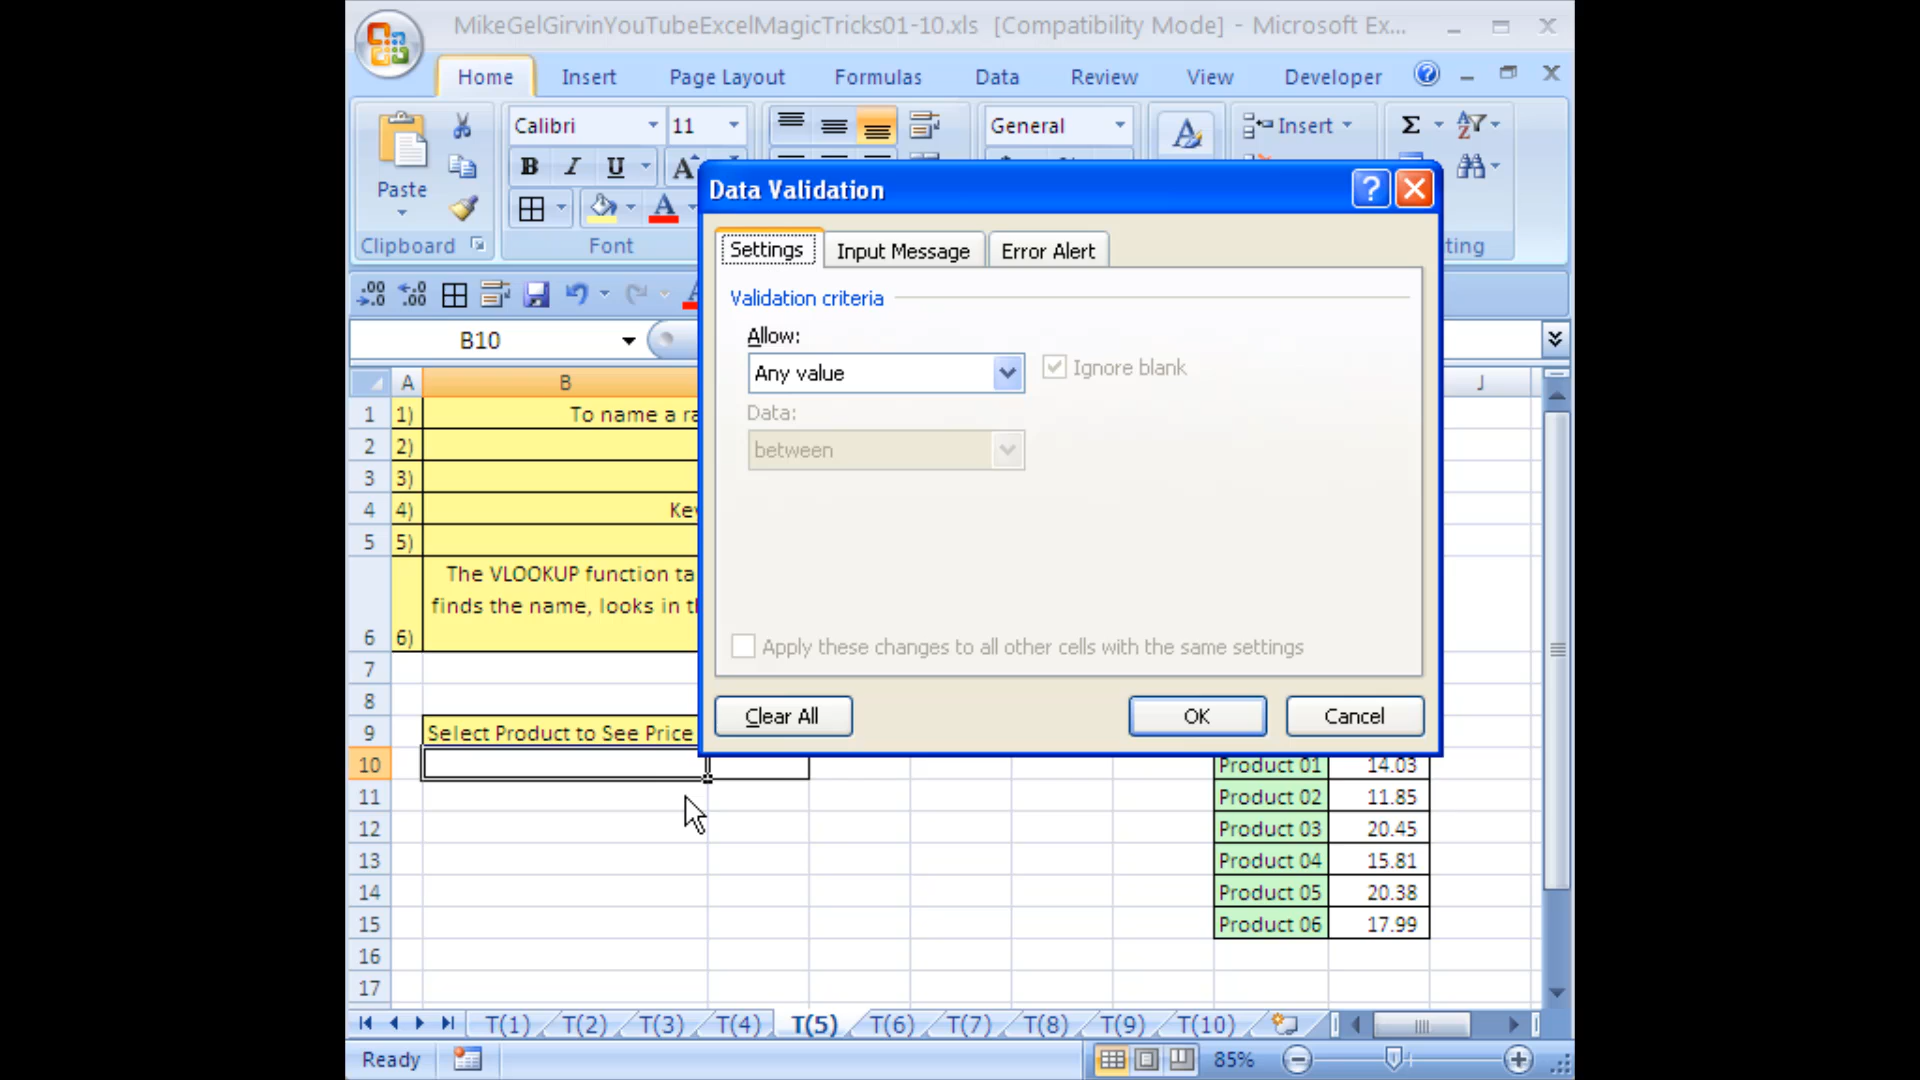 MikeGelGirvinYouTubeExcelMagicTricks01-10.xls [Compatibility Mode] - Microsoft Ex...
Home Insert Page Layout Formulas Data Review View Developer
Calibri 11 General Insert
B I U A
Paste A
Clipboard Font
Data Validation
Settings Input Message Error Alert
Validation criteria
Allow:
Any value Ignore blank
Data:
between
Apply these changes to all other cells with the same settings
Clear All OK Cancel
B10
A B J
1 1) To name a
2 2)
3 3)
4 4)
5 5)
The VLOOKUP function
finds the name, looks in
6 6)
7
8
9 Select Product to See Price
10 Product 01 14.03
11 Product 02 11.85
12 Product 03 20.45
13 Product 04 15.81
14 Product 05 20.38
15 Product 06 17.99
16
17
T(1) T(2) T(3) T(4) T(5) T(6) T(7) T(8) T(9) T(10)
Ready 85%